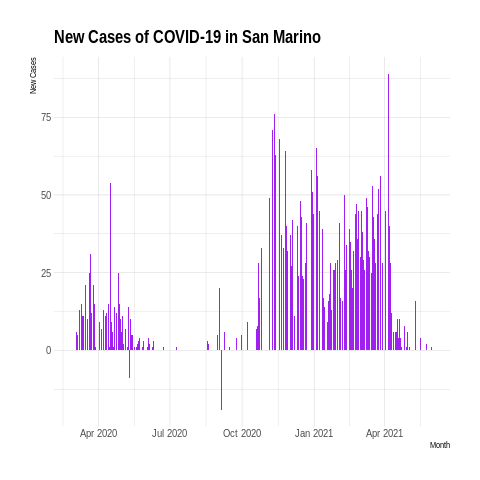 New Cases of COVID-19 in San Marino
New Cases
75
50
25
0
Apr 2020 Jul 2020 Oct 2020 Jan 2021 Apr 2021
Month